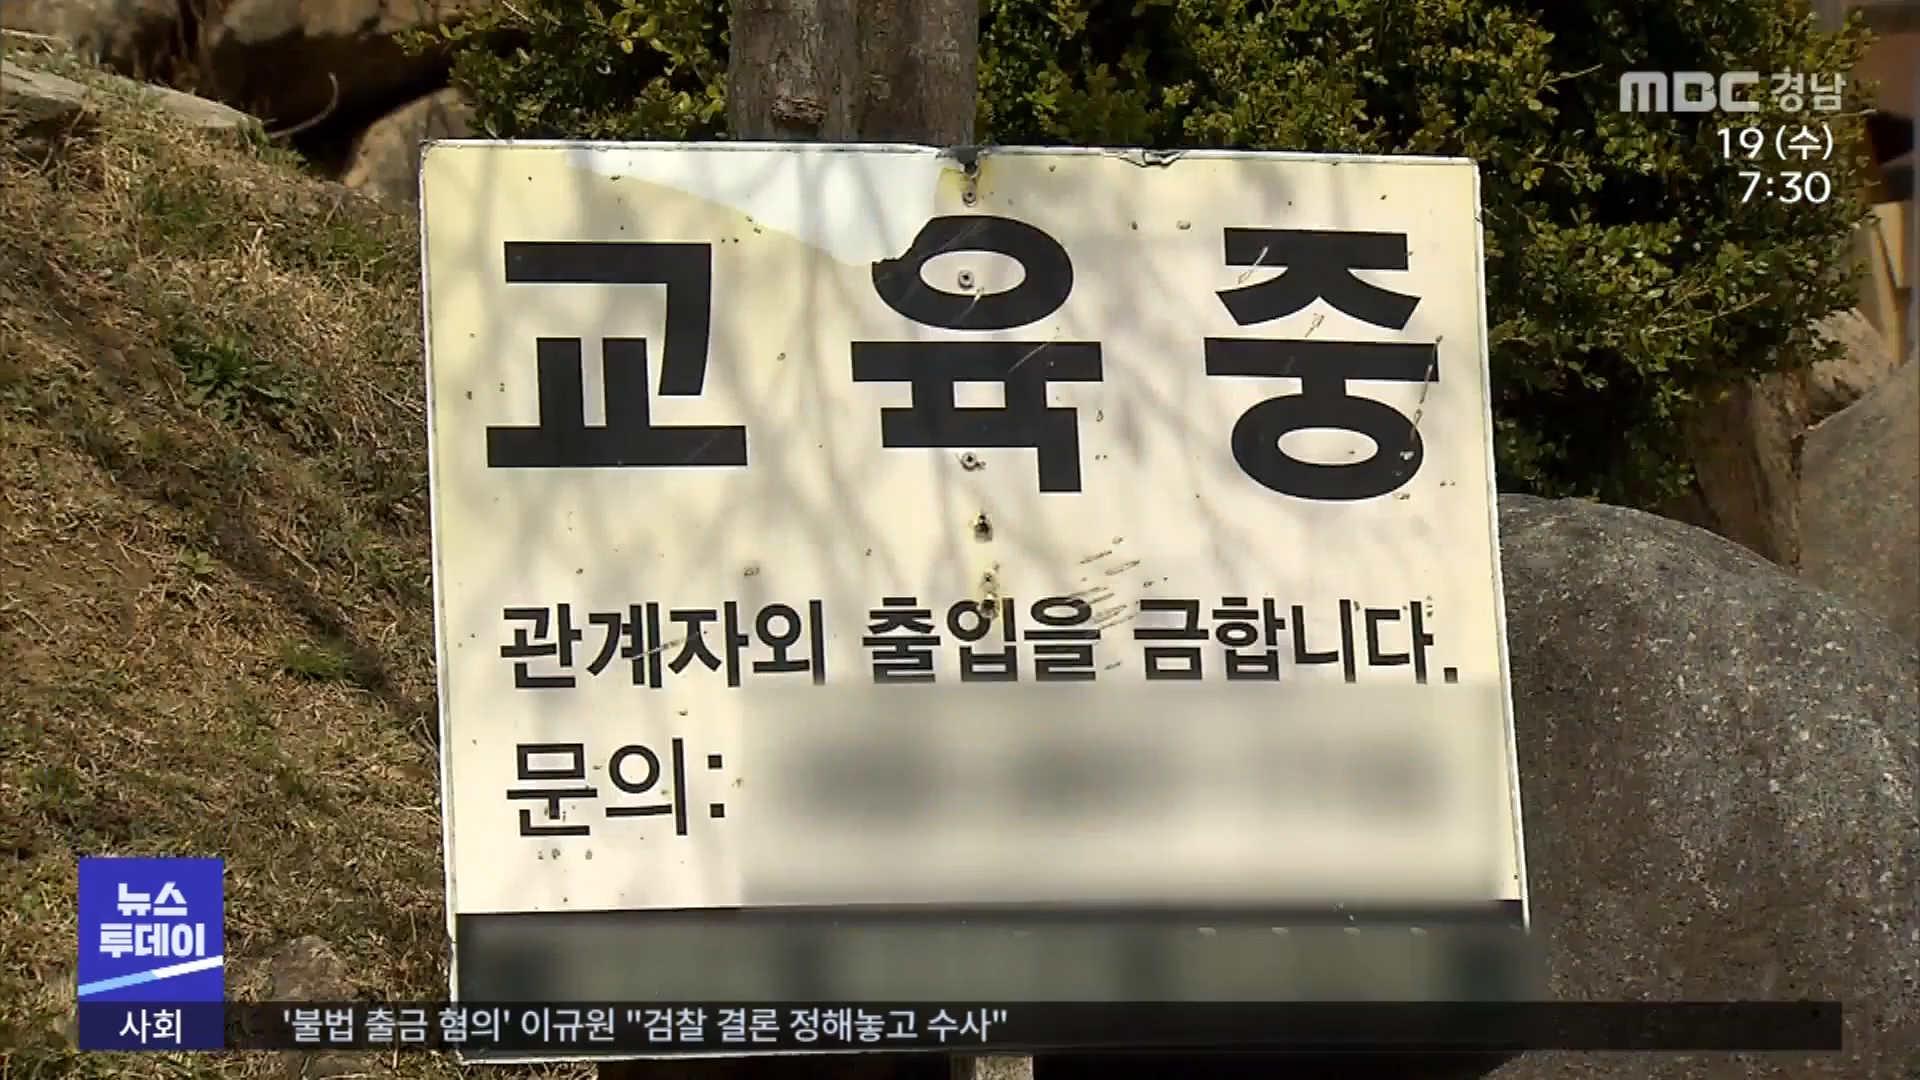 MBC 경남
19 (수)
7:30
교육중
관계자외 출입을 금합니다.
문의:
뉴스
투데이
사회
'불법 출금 혐의' 이규원 "검찰 결론 정해놓고 수사"